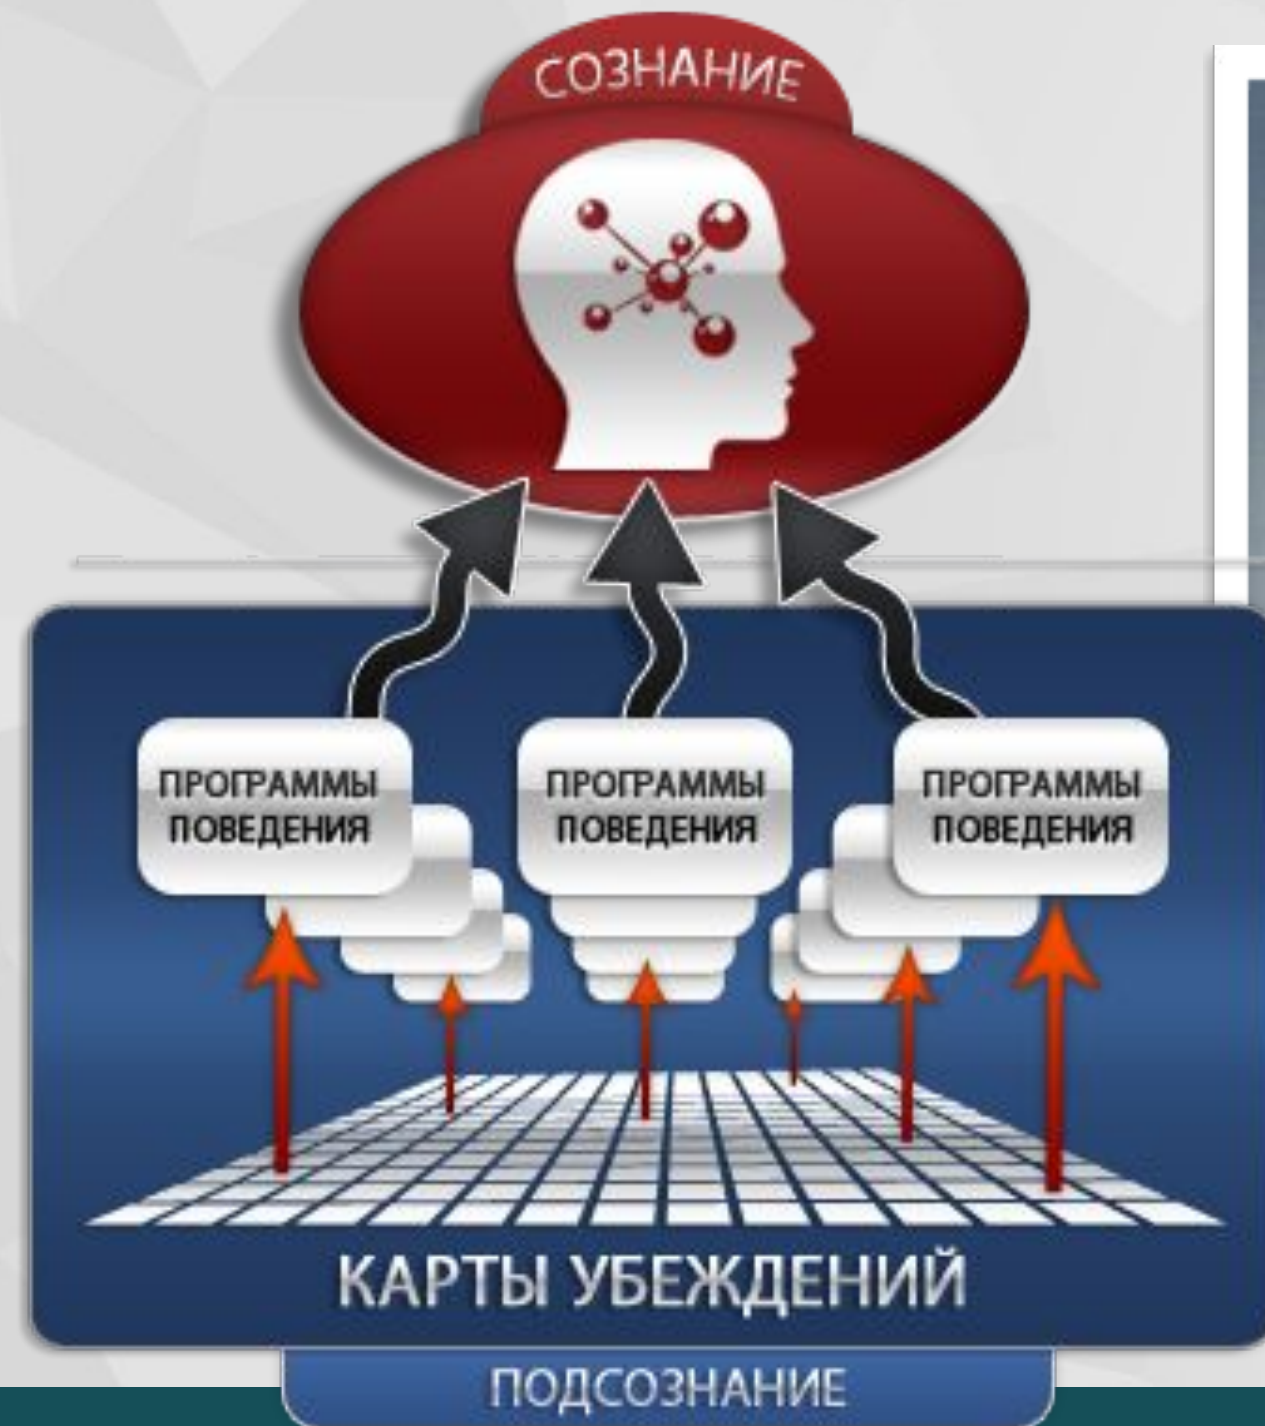 СОЗНАНИЕ
ПРОГРАММЫ
ПОВЕДЕНИЯ
ПРОГРАММЫ
ПОВЕДЕНИЯ
ПРОГРАММЫ
ПОВЕДЕНИЯ
КАРТЫ УБЕЖДЕНИЙ
ПОДСОЗНАНИЕ